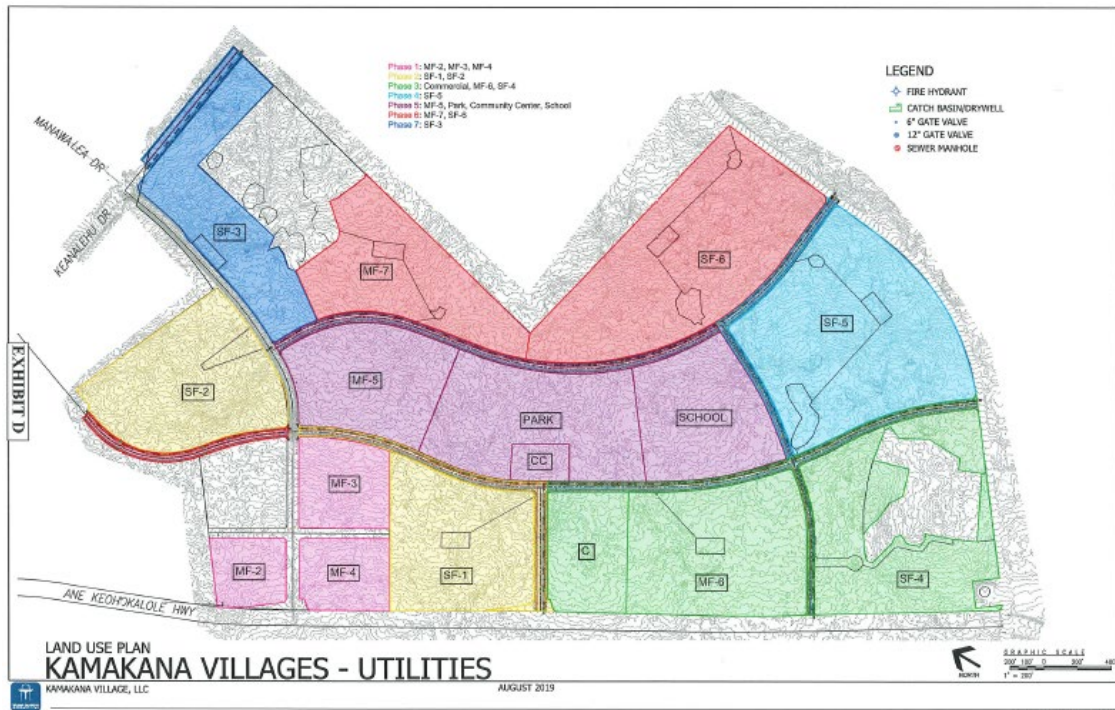 Phase 1: MF-2, MF-3, MF-4
Phase 2: SF-1, SF-2
Phase 3: Commercial, MF-6, SF-4
Phase 4: SF-5
Phase 5: MF-5, Park, Community Center, School
Phase 6: MF-7, SF-6
Phase 7: SF-3
LEGEND
FIRE HYDRANT
CATCH BASIN/DRYWELL
6" GATE VALVE
12" GATE VALVE
SEWER MANHOLE
MANAWALEA DR
KEANALEHU DR
SF-3
MF-7
SF-6
SF-5
EXHIBIT D
SF-2
MF-5
PARK
SCHOOL
CC
MF-3
MF-2
MF-4
SF-1
C
MF-6
SF-4
ANE KEOHOKALOLE HWY
LAND USE PLAN
KAMAKANA VILLAGES - UTILITIES
KAMAKANA VILLAGE, LLC
AUGUST 2019
NORTH
GRAPHIC SCALE
200' 100' 0 200' 400'
1" = 200'